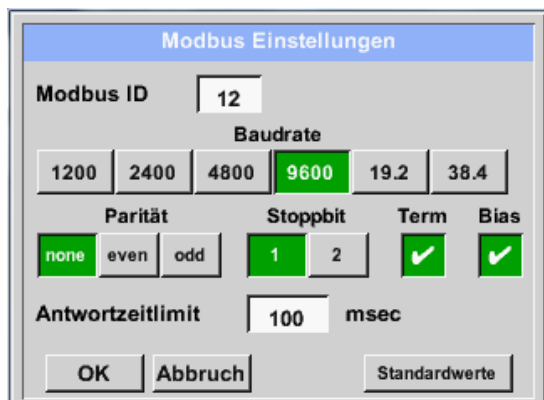 Modbus Einstellungen
Modbus ID 12
Baudrate
1200 2400 4800 9600 19.2 38.4
Parität Stoppbit Term Bias
none even odd 1 2 ✔ ✔
Antwortzeitlimit 100 msec
OK Abbruch Standardwerte